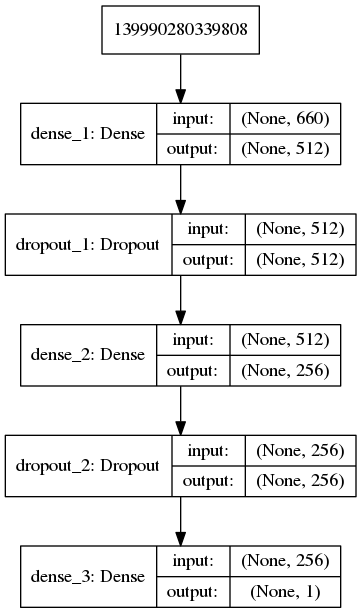 139990280339808
dense_1: Dense
input: (None, 660)
output: (None, 512)
dropout_1: Dropout
input: (None, 512)
output: (None, 512)
dense_2: Dense
input: (None, 512)
output: (None, 256)
dropout_2: Dropout
input: (None, 256)
output: (None, 256)
dense_3: Dense
input: (None, 256)
output: (None, 1)